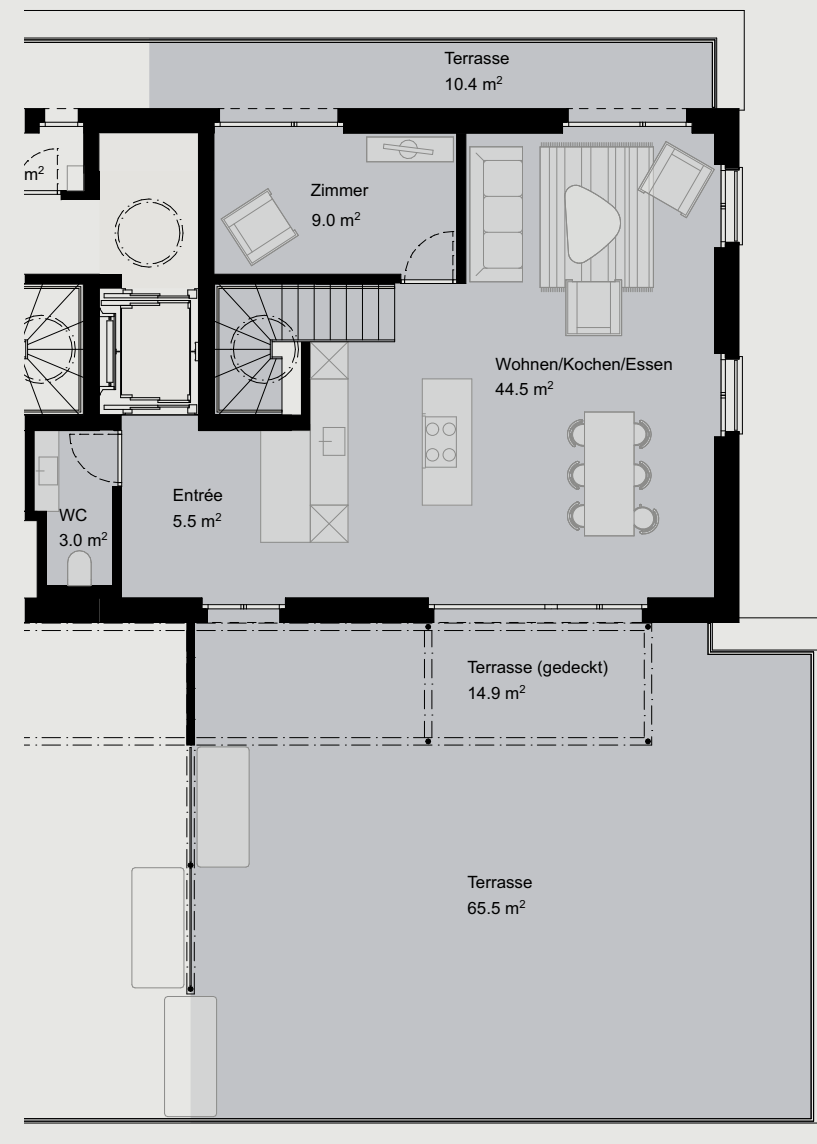 Terrasse
10.4 m²
m²
Zimmer
9.0 m²
Wohnen/Kochen/Essen
44.5 m²
Entrée
5.5 m²
WC
3.0 m²
Terrasse (gedeckt)
14.9 m²
Terrasse
65.5 m²